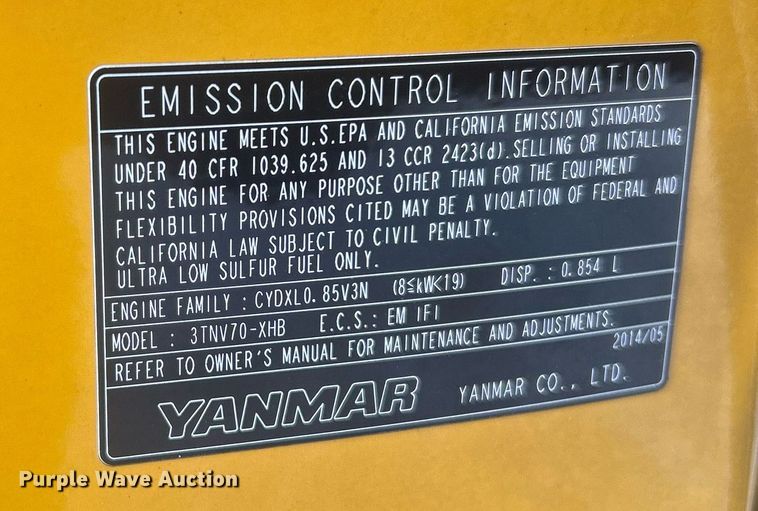 EMISSION CONTROL INFORMATION
THIS ENGINE MEETS U.S.EPA AND CALIFORNIA EMISSION STANDARDS
UNDER 40 CFR 1039.625 AND 13 CCR 2423(d).SELLING OR INSTALLING
THIS ENGINE FOR ANY PURPOSE OTHER THAN FOR THE EQUIPMENT
FLEXIBILITY PROVISIONS CITED MAY BE A VIOLATION OF FEDERAL AND
CALIFORNIA LAW SUBJECT TO CIVIL PENALTY.
ULTRA LOW SULFUR FUEL ONLY.
ENGINE FAMILY : CYDXL0.85V3N (8≤kW<19) DISP. : 0.854 L
MODEL : 3TNV70-XHB E.C.S.: EM IFI
REFER TO OWNER'S MANUAL FOR MAINTENANCE AND ADJUSTMENTS.
2014/05
YANMAR YANMAR CO., LTD.
Purple Wave Auction